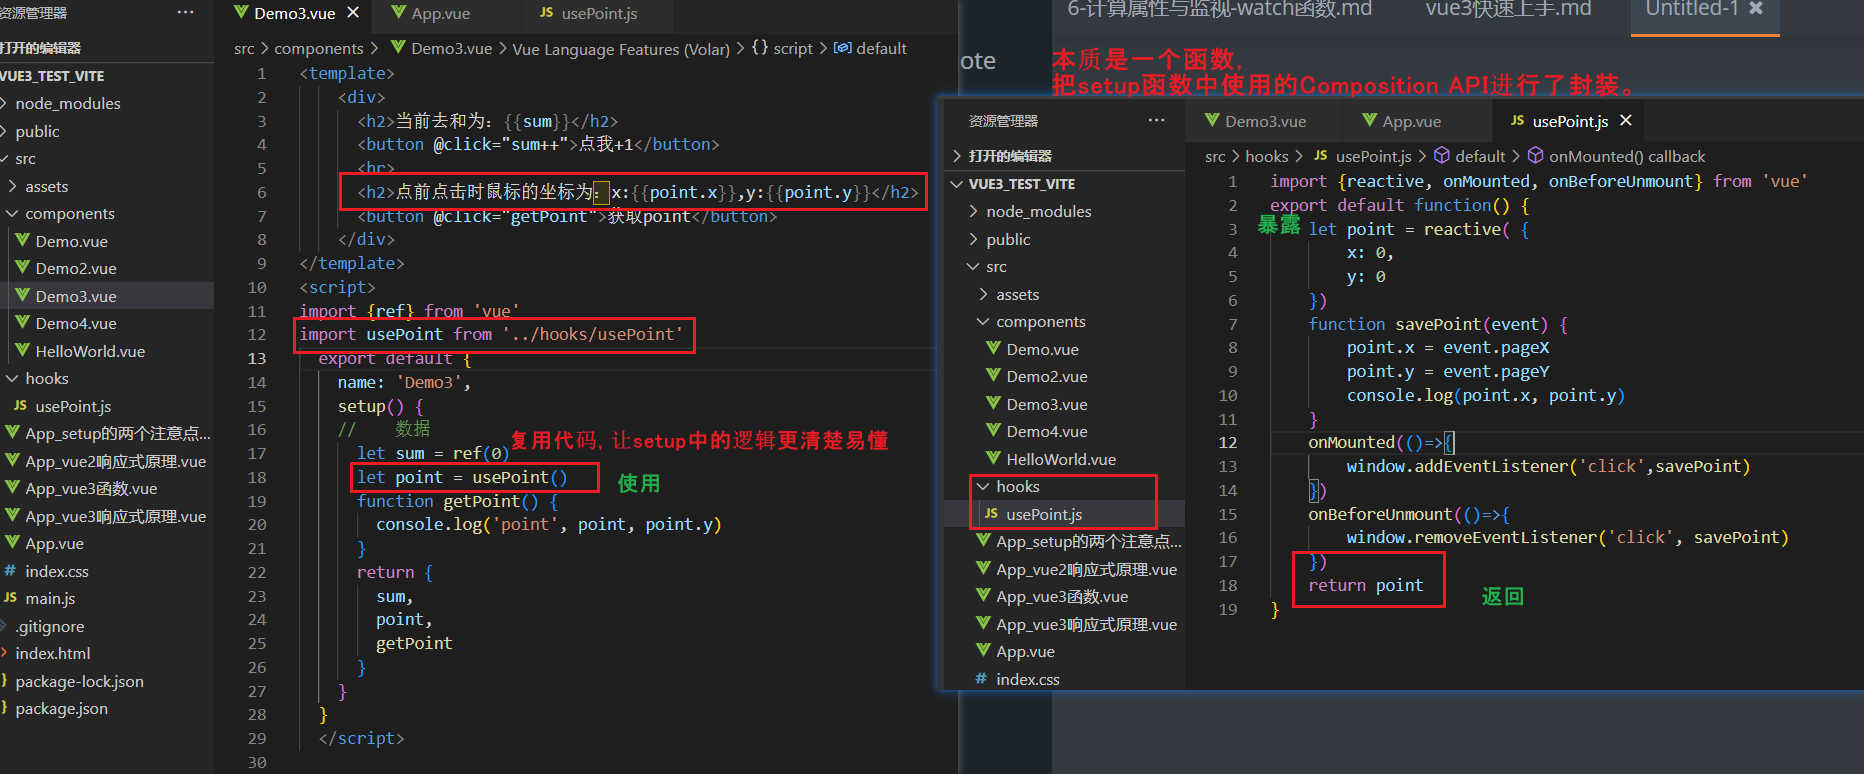 资源管理器
···
打开的编辑器
VUE3_TEST_VITE
node_modules
public
src
assets
components
Demo.vue
Demo2.vue
Demo3.vue
Demo4.vue
HelloWorld.vue
hooks
JS usePoint.js
App_setup的两个注意点...
App_vue2响应式原理.vue
App_vue3函数.vue
App_vue3响应式原理.vue
App.vue
# index.css
JS main.js
.gitignore
index.html
package-lock.json
package.json
Demo3.vue ×
App.vue
JS usePoint.js
src > components > Demo3.vue > Vue Language Features (Volar) > {} script > default
1 <template>
2 <div>
3 <h2>当前去和为: {{sum}}</h2>
4 <button @click="sum++">点我+1</button>
5 <hr>
6 <h2>点前点击时鼠标的坐标为: x:{{point.x}},y:{{point.y}}</h2>
7 <button @click="getPoint">获取point</button>
8 </div>
9 </template>
10 <script>
11 import {ref} from 'vue'
12 import usePoint from '../hooks/usePoint'
13 export default {
14 name: 'Demo3',
15 setup() {
16 // 数据
17 let sum = ref(0)
复用代码, 让setup中的逻辑更清楚易懂
18 let point = usePoint()
使用
19 function getPoint() {
20 console.log('point', point, point.y)
21 }
22 return {
23 sum,
24 point,
25 getPoint
26 }
27 }
28 }
29 </script>
30
ote
6-计算属性与监视-watch函数.md
vue3快速上手.md
Untitled-1 ×
本质是一个函数,
把setup函数中使用的Composition API进行了封装。
资源管理器
···
打开的编辑器
VUE3_TEST_VITE
node_modules
public
src
assets
components
Demo.vue
Demo2.vue
Demo3.vue
Demo4.vue
HelloWorld.vue
hooks
JS usePoint.js
App_setup的两个注意点...
App_vue2响应式原理.vue
App_vue3函数.vue
App_vue3响应式原理.vue
App.vue
# index.css
Demo3.vue
App.vue
JS usePoint.js ×
src > hooks > JS usePoint.js > default > onMounted() callback
1 import {reactive, onMounted, onBeforeUnmount} from 'vue'
2 export default function() {
暴露
3 let point = reactive( {
4 x: 0,
5 y: 0
6 })
7 function savePoint(event) {
8 point.x = event.pageX
9 point.y = event.pageY
10 console.log(point.x, point.y)
11 }
12 onMounted(()=>{
13 window.addEventListener('click',savePoint)
14 })
15 onBeforeUnmount(()=>{
16 window.removeEventListener('click', savePoint)
17 })
18 return point
返回
19 }